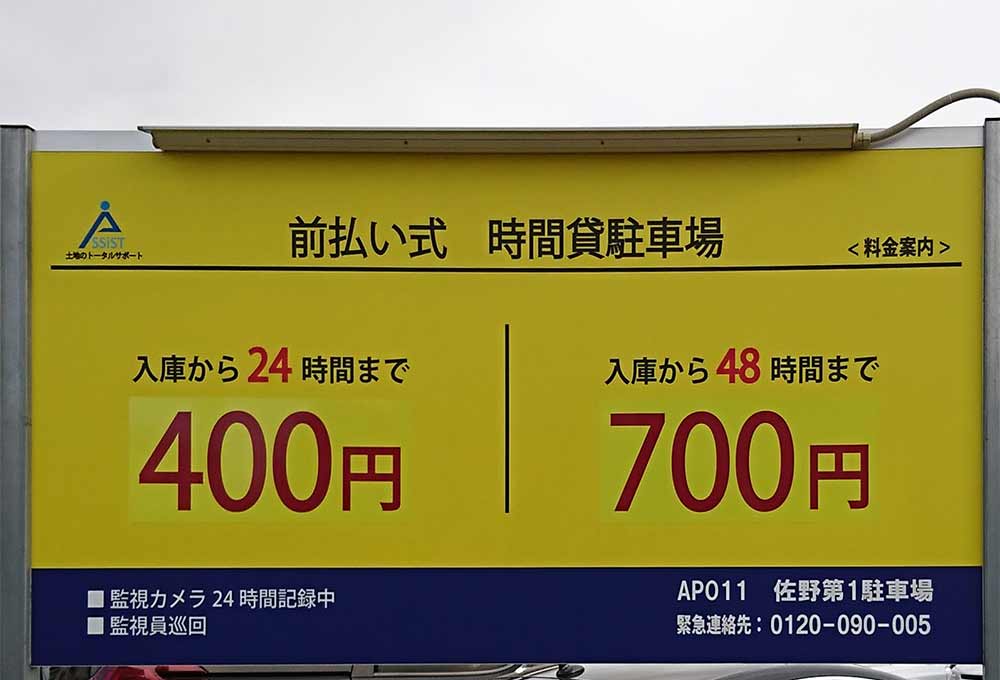 ASSIST
土地のトータルサポート
前払い式 時間貸駐車場
<料金案内>
入庫から24時間まで
400円
入庫から48時間まで
700円
■監視カメラ24時間記録中
■監視員巡回
AP011 佐野第1駐車場
緊急連絡先:0120-090-005